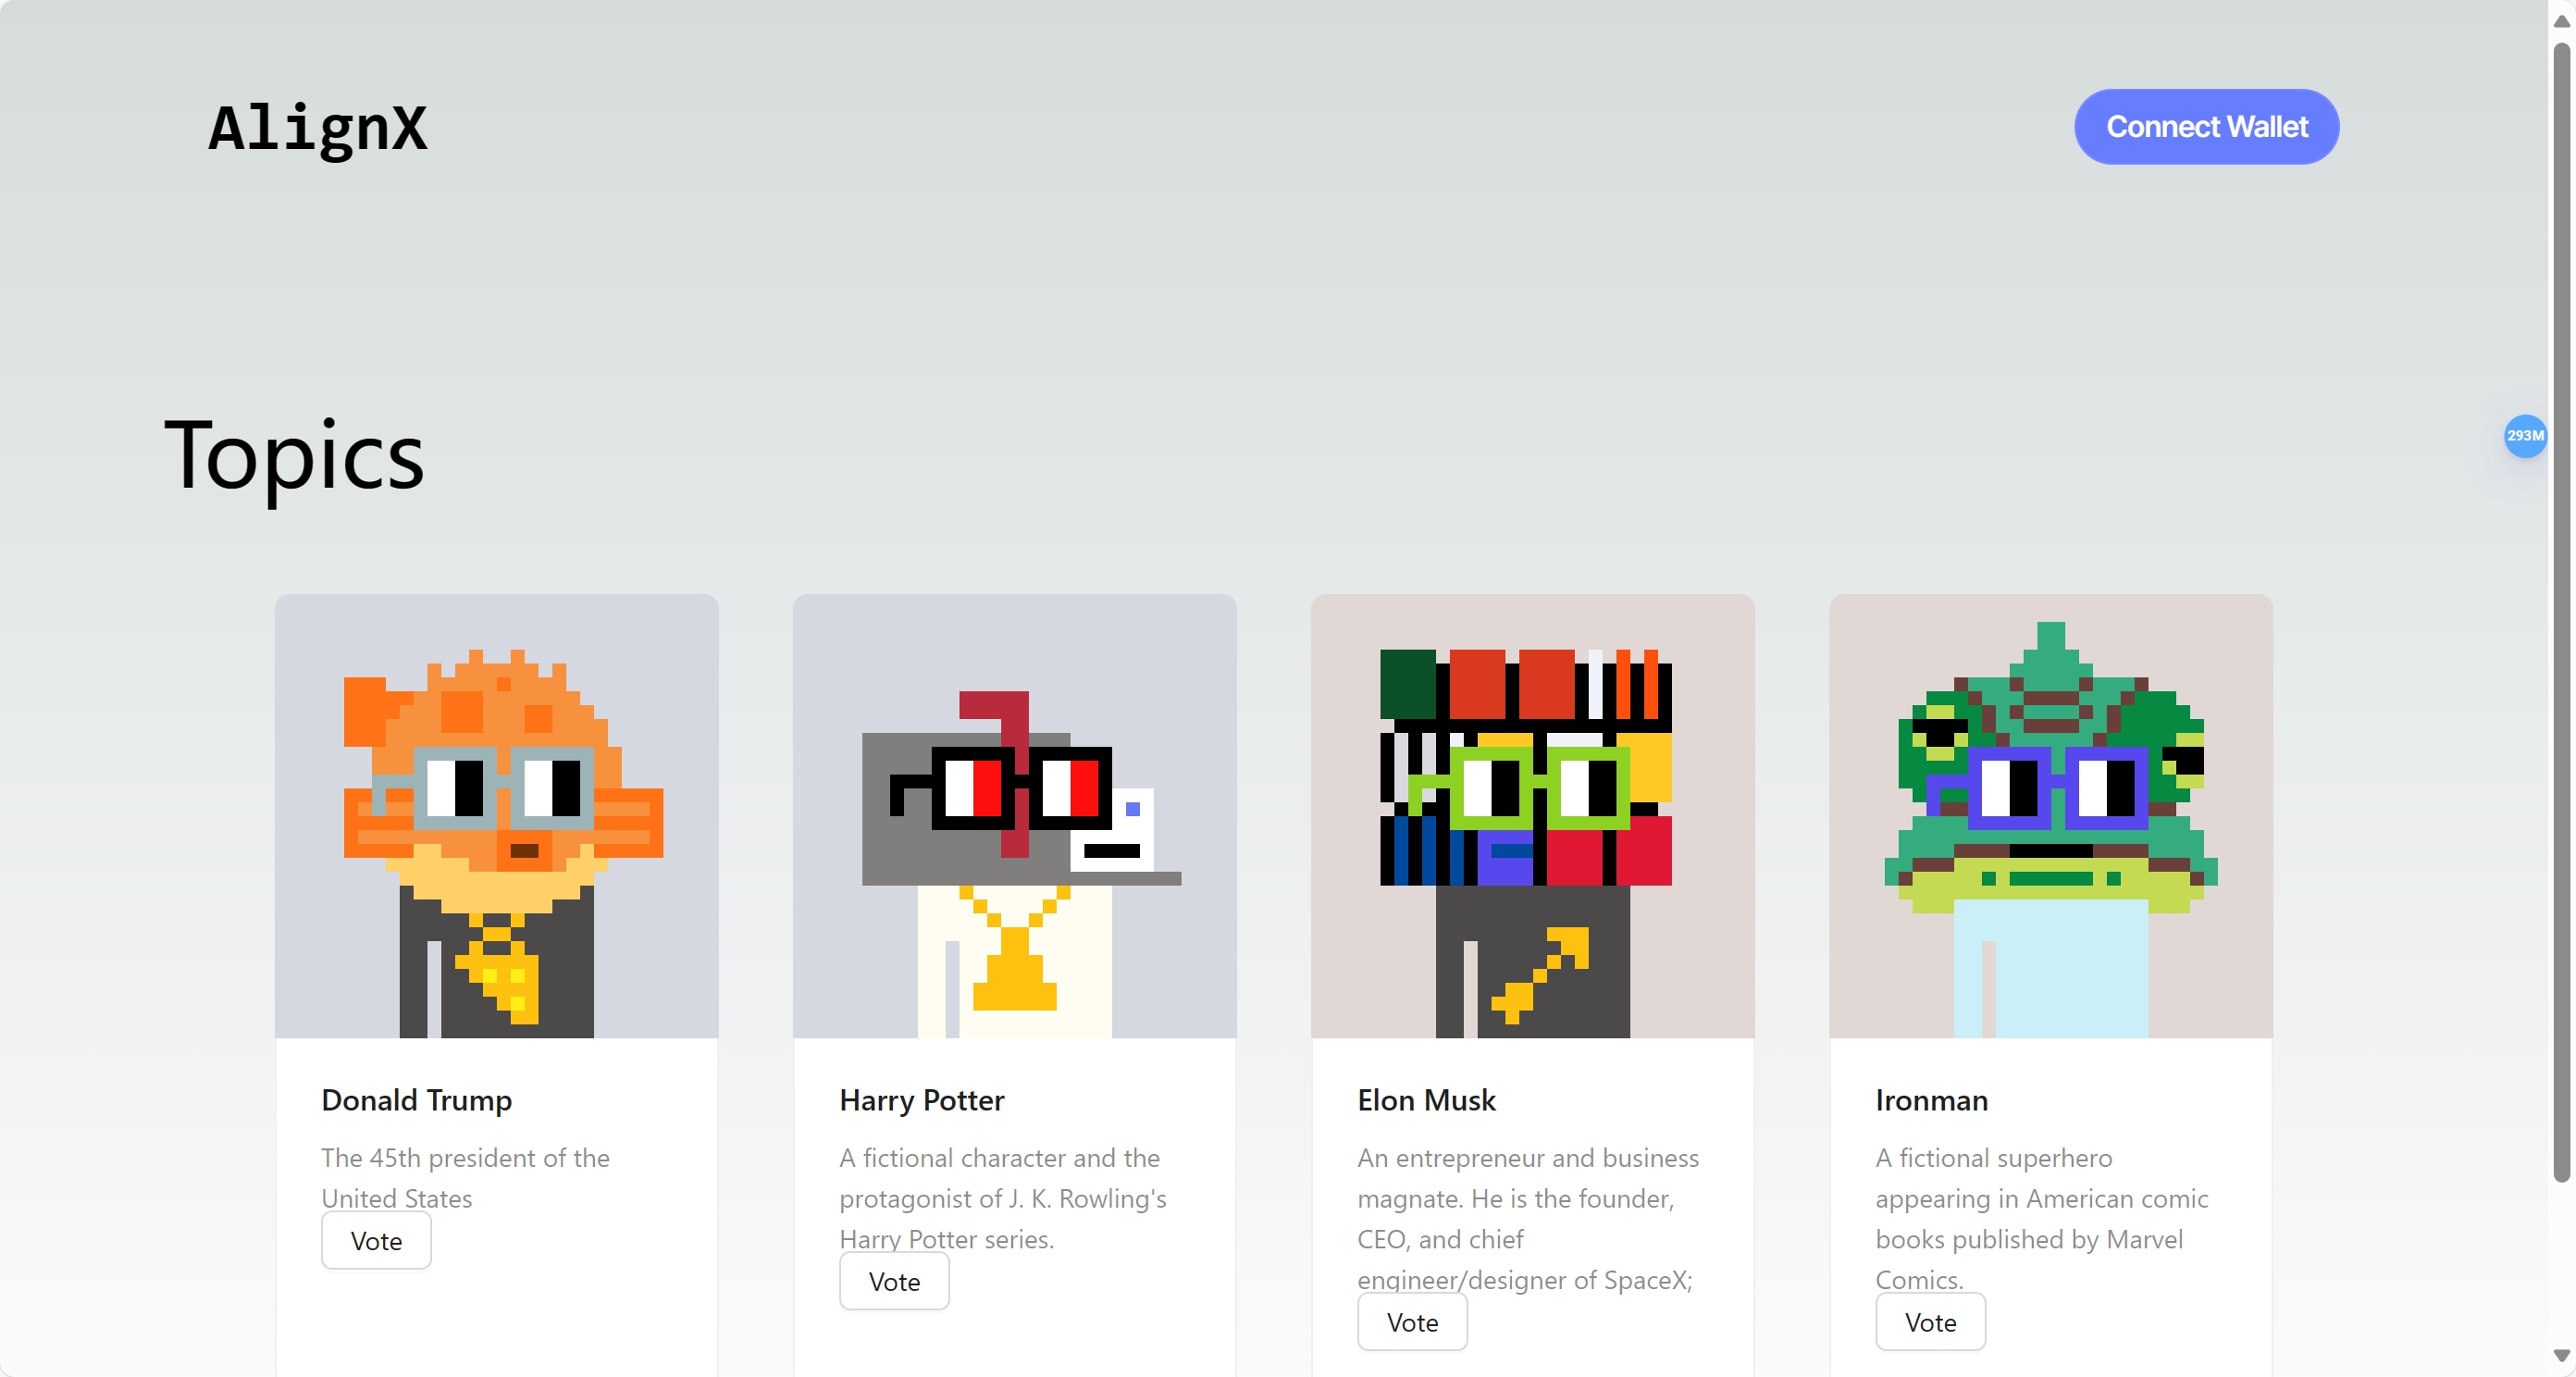 AlignX
Connect Wallet
Topics
293M
Donald Trump
The 45th president of the
United States
Vote
Harry Potter
A fictional character and the
protagonist of J. K. Rowling's
Harry Potter series.
Vote
Elon Musk
An entrepreneur and business
magnate. He is the founder,
CEO, and chief
engineer/designer of SpaceX;
Vote
Ironman
A fictional superhero
appearing in American comic
books published by Marvel
Comics.
Vote